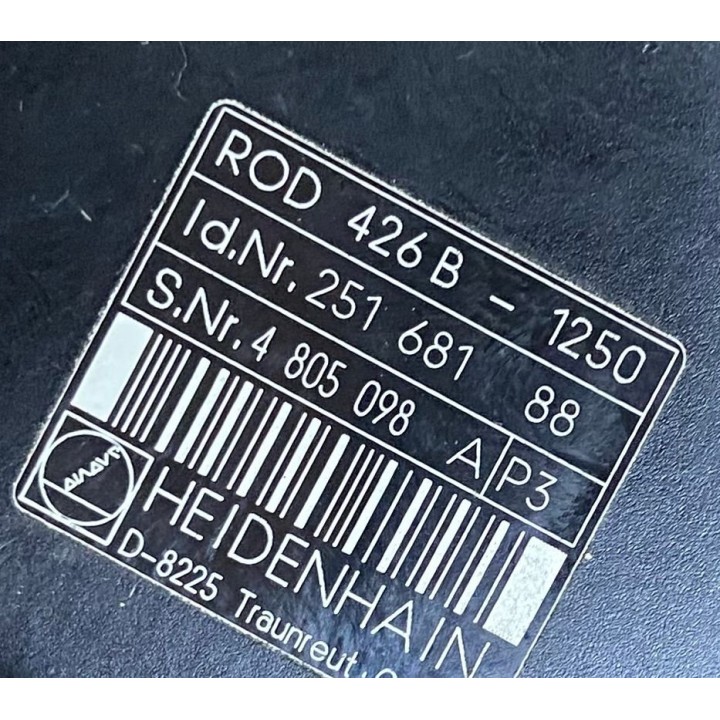 ROD 426 B - 1250
Id.Nr. 251 681 88
S.Nr. 4 805 098 A P3
HEIDENHAIN
D-8225 Traunreut